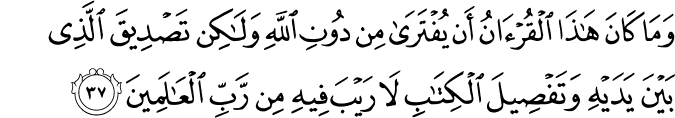 وَمَا كَانَ هَٰذَا ٱلْقُرْءَانُ أَن يُفْتَرَىٰ مِن دُونِ ٱللَّهِ وَلَٰكِن تَصْدِيقَ ٱلَّذِى
بَيْنَ يَدَيْهِ وَتَفْصِيلَ ٱلْكِتَٰبِ لَا رَيْبَ فِيهِ مِن رَّبِّ ٱلْعَٰلَمِينَ ٣٧